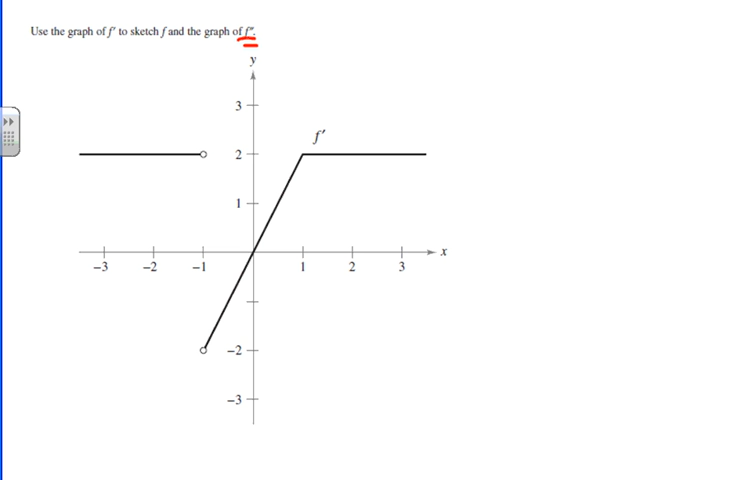 Use the graph of f' to sketch f and the graph of f".
y
3
f'
2
1
x
-3 -2 -1 1 2 3
-2
-3